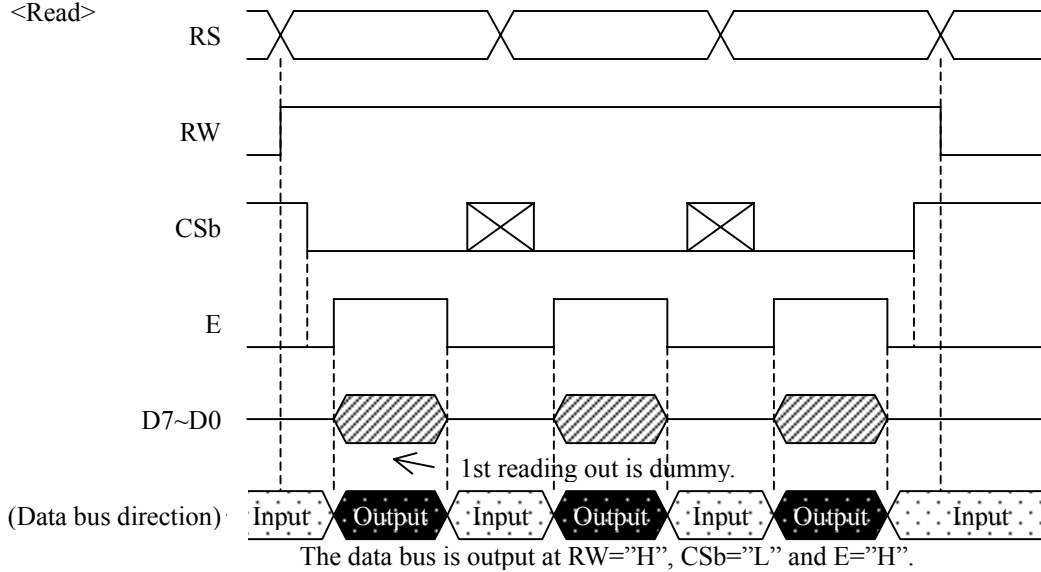 <Read>
RS
RW
CSb
E
D7~D0
1st reading out is dummy.
(Data bus direction) Input Output Input Output Input Output Input
The data bus is output at RW=”H”, CSb=”L” and E=”H”.